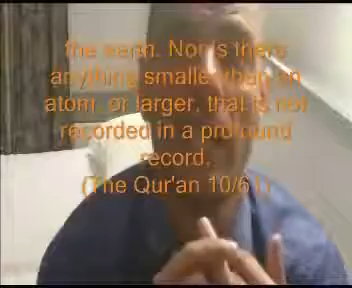 the earth. Nor is there
anything smaller than an
atom, or larger, that is not
recorded in a profound
record.
(The Qur'an 10/61)